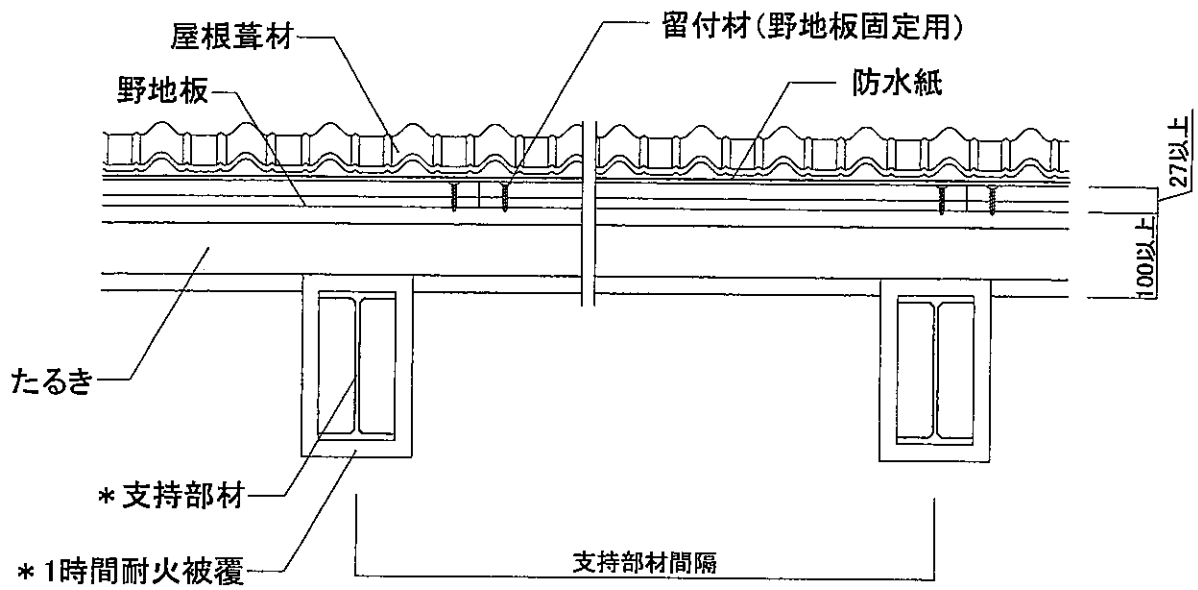 留付材(野地板固定用)
屋根葺材
防水紙
野地板
27以上
100以上
たるき
*支持部材
支持部材間隔
*1時間耐火被覆